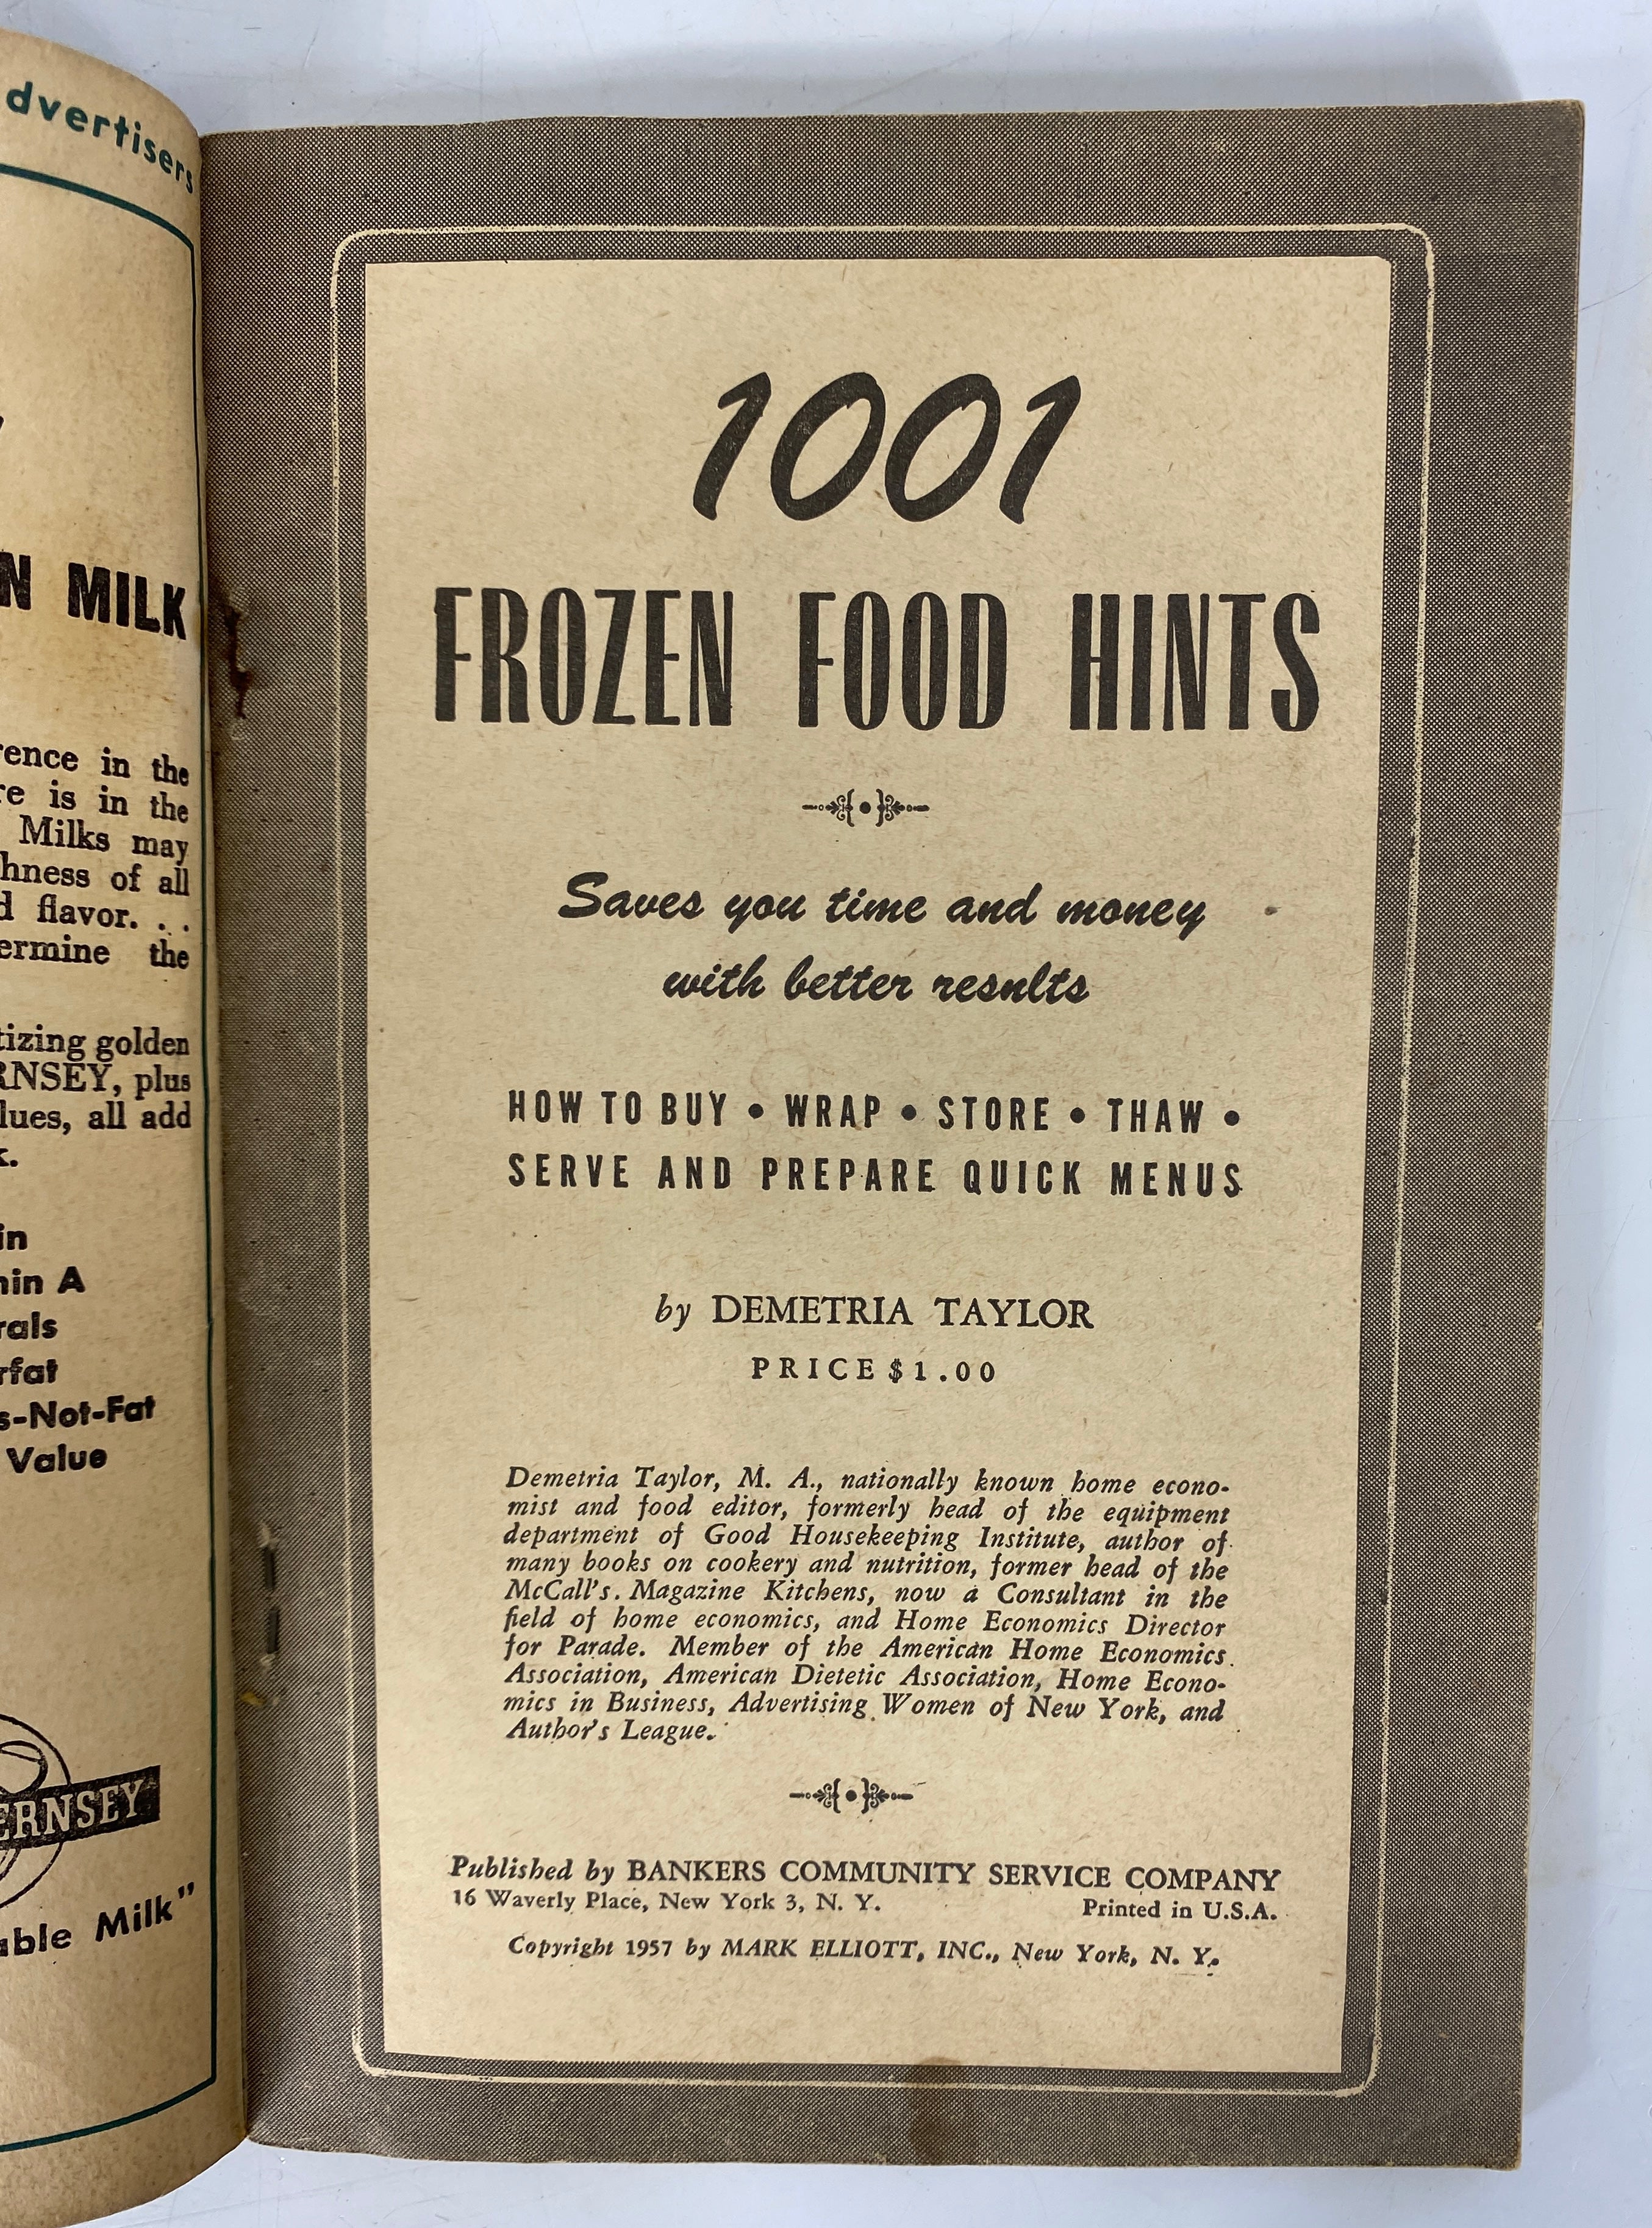 dvertisers
N MILK
ence in the
re is in the
Milks may
hness of all
d flavor. . .
ermine the
tizing golden
RNSEY, plus
lues, all add
k.
in
in A
rals
rfat
s-Not-Fat
Value
ERNSEY
able Milk"
1001
FROZEN FOOD HINTS
Saves you time and money
with better resnlts
HOW TO BUY • WRAP • STORE • THAW •
SERVE AND PREPARE QUICK MENUS
by DEMETRIA TAYLOR
PRICE $1.00
Demetria Taylor, M. A., nationally known home econo-
mist and food editor, formerly head of the equipment
department of Good Housekeeping Institute, author of
many books on cookery and nutrition, former head of the
McCall's Magazine Kitchens, now a Consultant in the
field of home economics, and Home Economics Director
for Parade. Member of the American Home Economics
Association, American Dietetic Association, Home Econo-
mics in Business, Advertising Women of New York, and
Author's League.
Published by BANKERS COMMUNITY SERVICE COMPANY
16 Waverly Place, New York 3, N. Y. Printed in U.S.A.
Copyright 1957 by MARK ELLIOTT, INC., New York, N. Y.